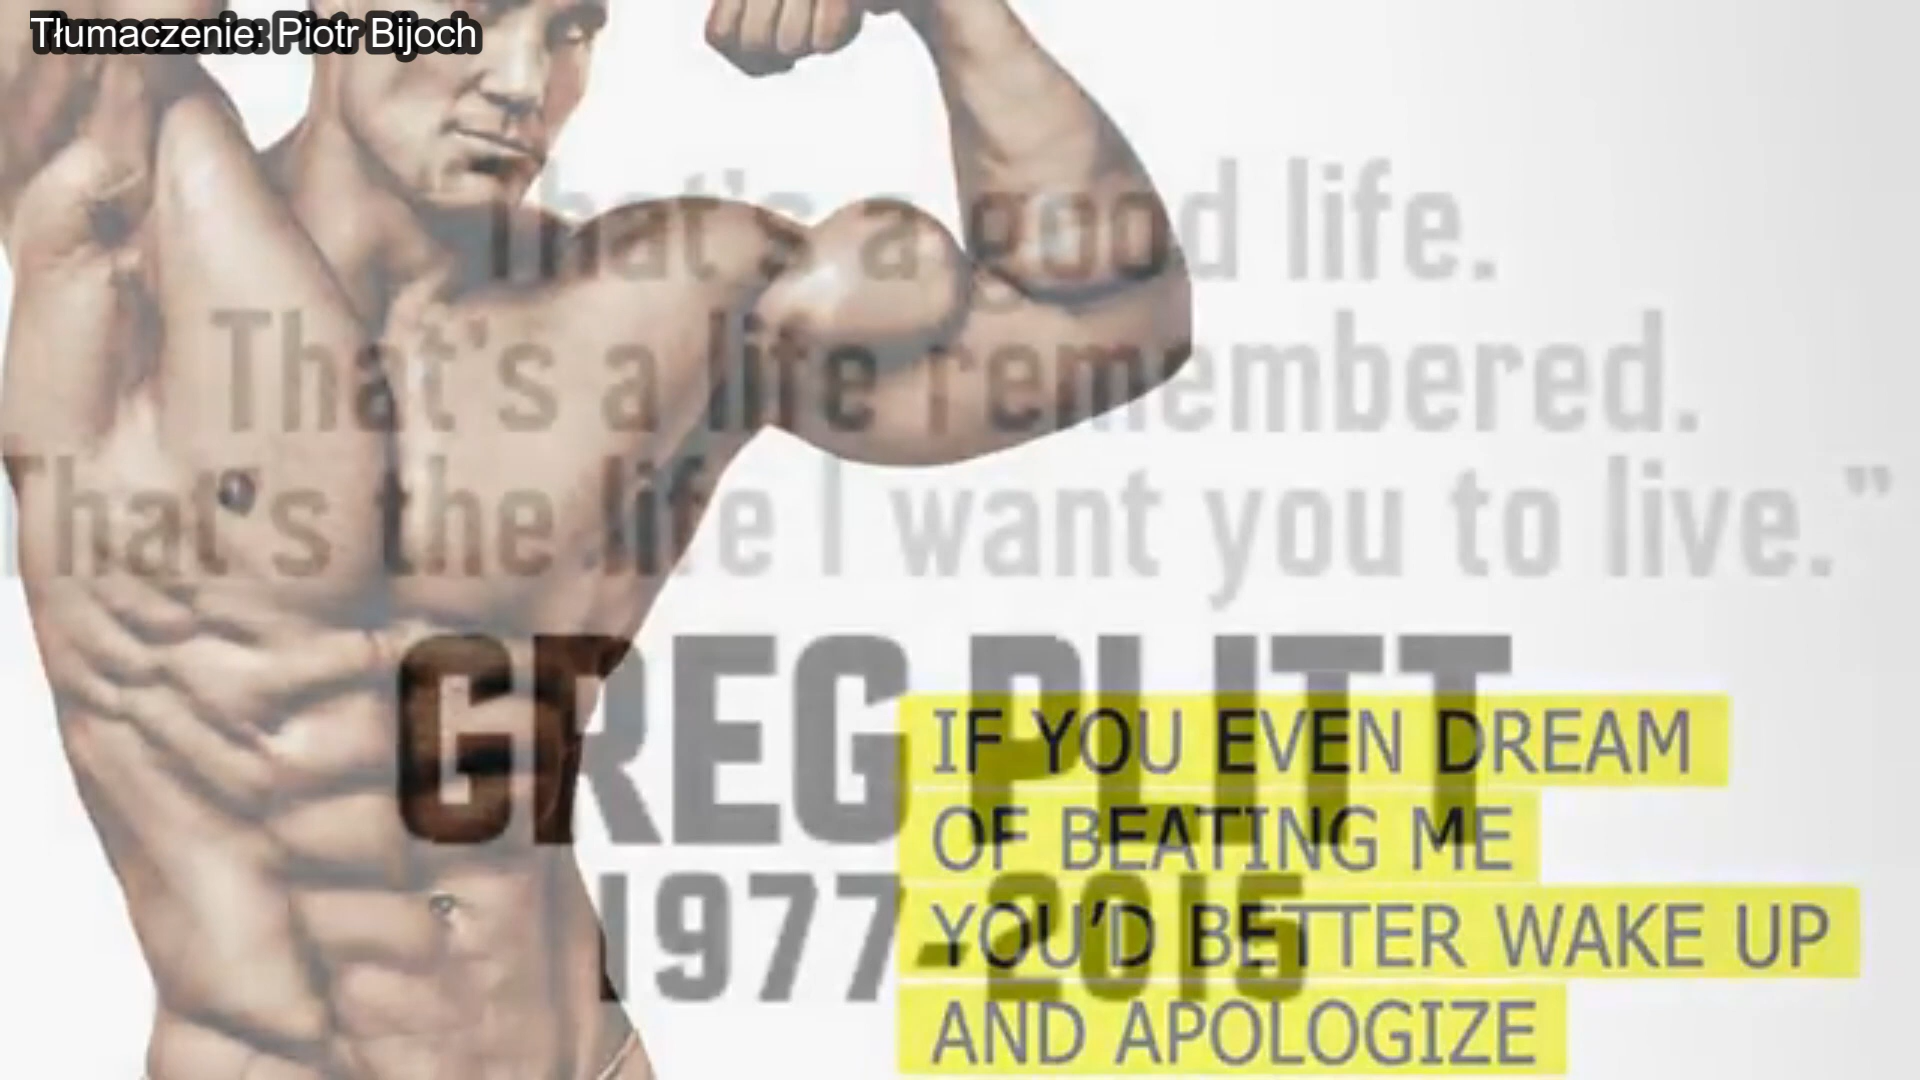 Tłumaczenie: Piotr Bijoch
That's a good life.
That's a life remembered.
That's the life I want you to live."
GREG PLITT
1977-2015
IF YOU EVEN DREAM
OF BEATING ME
YOU'D BETTER WAKE UP
AND APOLOGIZE